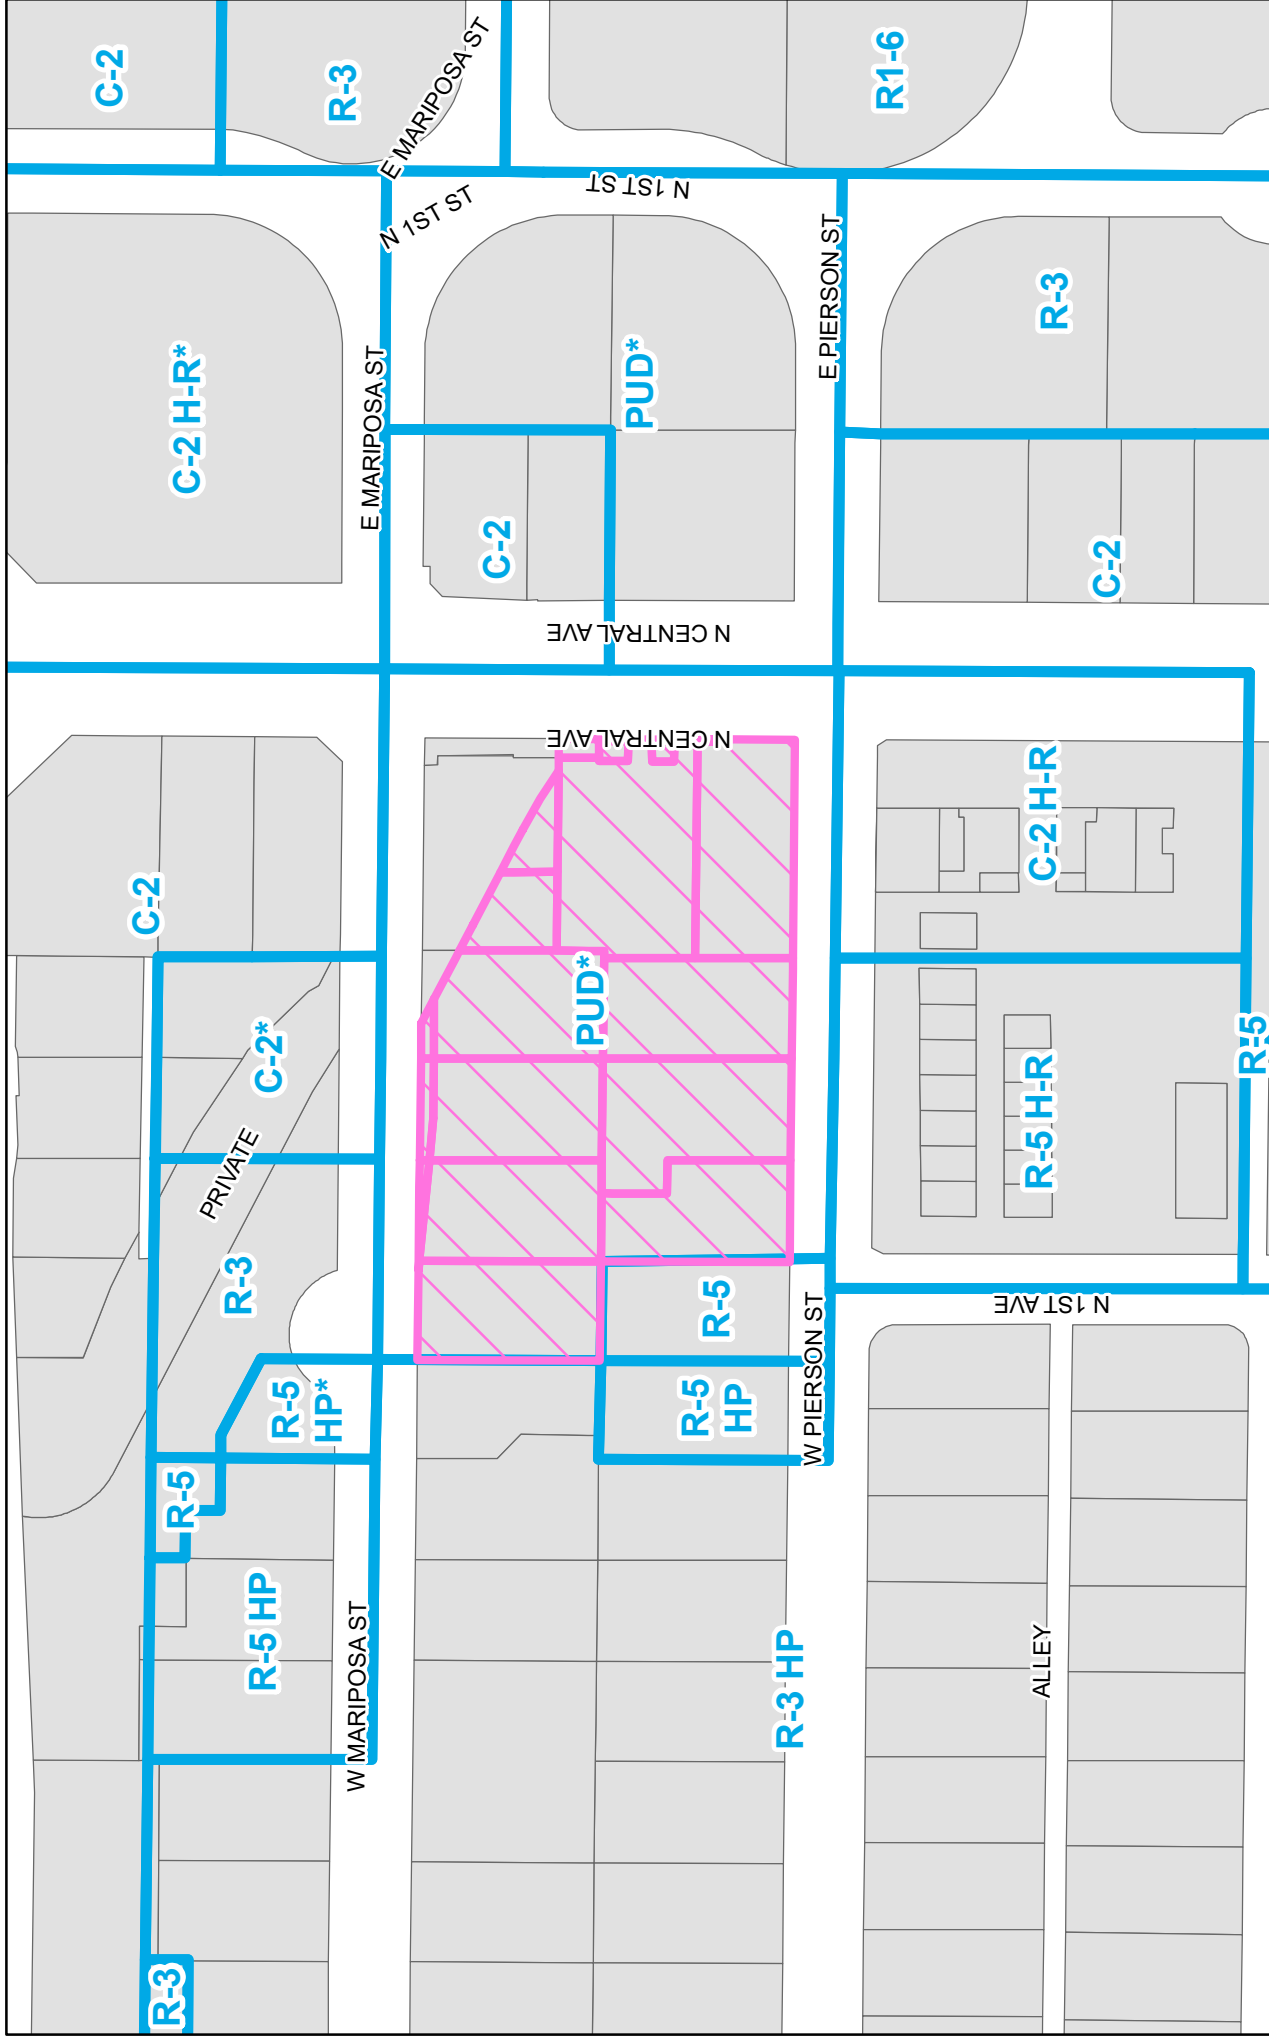 C-2
C-2
R-3
R-5
C-2 H-R*
PRIVATE
R-3
R-5 HP
C-2*
R-5
HP*
R-3
W MARIPOSA ST
E MARIPOSA ST
N 1ST ST
E MARIPOSA ST
C-2
PUD*
PUD*
N CENTRAL AVE
N CENTRAL AVE
N 1ST ST
R-5
HP
R-5
R-3 HP
W PIERSON ST
E PIERSON ST
R1-6
ALLEY
R-5 H-R
C-2 H-R
N 1ST AVE
R-3
C-2
R-5